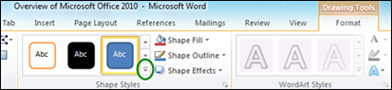 Overview of Microsoft Office 2010 - Microsoft Word
Drawing Tools
Insert Page Layout References Mailings Review View Format
Abc Abc Abc
Shape Fill
Shape Outline
Shape Effects
A A A
Shape Styles
WordArt Styles